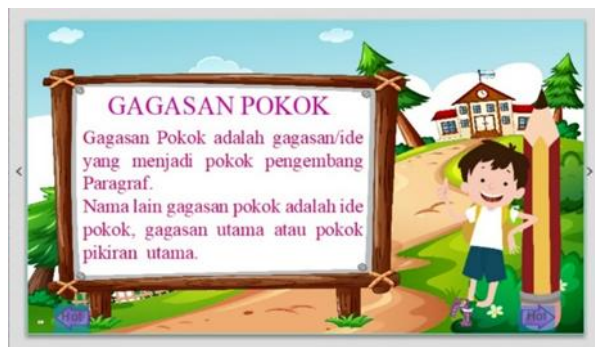 GAGASAN POKOK
Gagasan Pokok adalah gagasan/ide
yang menjadi pokok pengembang
Paragraf.
Nama lain gagasan pokok adalah ide
pokok, gagasan utama atau pokok
pikiran utama.